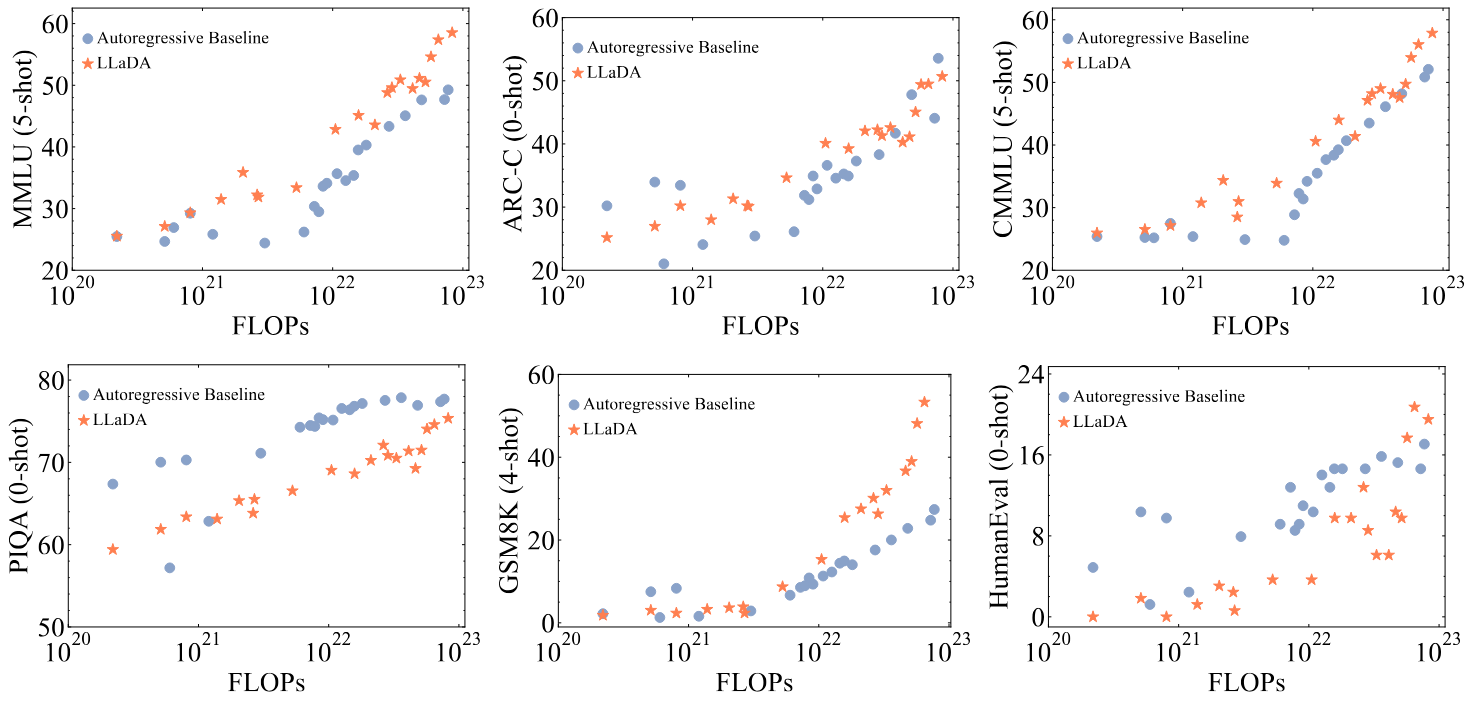 MMLU (5-shot)
60
50
40
30
20
Autoregressive Baseline
LLaDA
10^20
10^21
10^22
10^23
FLOPs
ARC-C (0-shot)
60
50
40
30
20
Autoregressive Baseline
LLaDA
10^20
10^21
10^22
10^23
FLOPs
CMMLU (5-shot)
60
50
40
30
20
Autoregressive Baseline
LLaDA
10^20
10^21
10^22
10^23
FLOPs
PIQA (0-shot)
80
70
60
50
Autoregressive Baseline
LLaDA
10^20
10^21
10^22
10^23
FLOPs
GSM8K (4-shot)
60
40
20
0
Autoregressive Baseline
LLaDA
10^20
10^21
10^22
10^23
FLOPs
HumanEval (0-shot)
24
16
8
0
Autoregressive Baseline
LLaDA
10^20
10^21
10^22
10^23
FLOPs